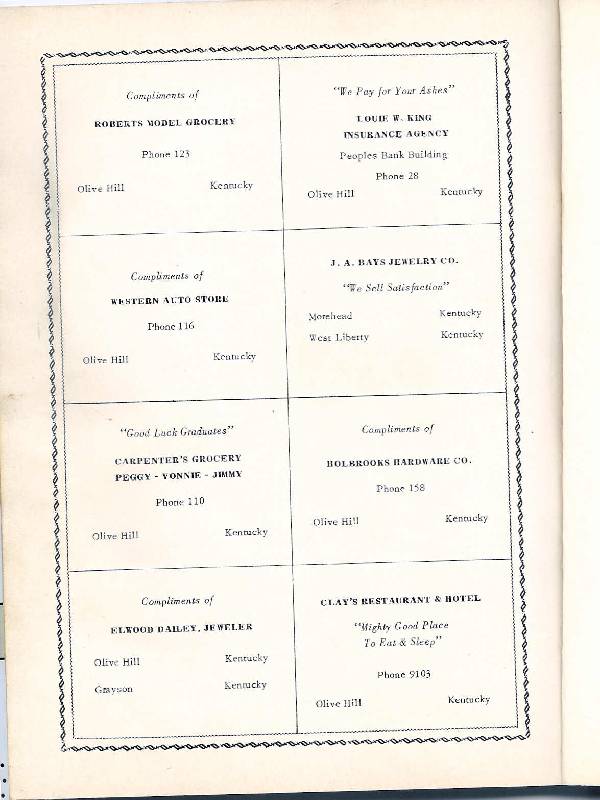 Compliments of
ROBERTS MODEL GROCERY
Phone 123
Olive Hill Kentucky
"We Pay for Your Ashes"
LOUIE W. KING
INSURANCE AGENCY
Peoples Bank Building
Phone 28
Olive Hill Kentucky
Compliments of
WESTERN AUTO STORE
Phone 116
Olive Hill Kentucky
J. A. BAYS JEWELRY CO.
"We Sell Satisfaction"
Morehead Kentucky
West Liberty Kentucky
"Good Luck Graduates"
CARPENTER'S GROCERY
PEGGY - VONNIE - JIMMY
Phone 110
Olive Hill Kentucky
Compliments of
HOLBROOKS HARDWARE CO.
Phone 158
Olive Hill Kentucky
Compliments of
ELWOOD DAILEY, JEWELER
Olive Hill Kentucky
Grayson Kentucky
CLAY'S RESTAURANT & HOTEL
"Mighty Good Place
To Eat & Sleep"
Phone 9103
Olive Hill Kentucky